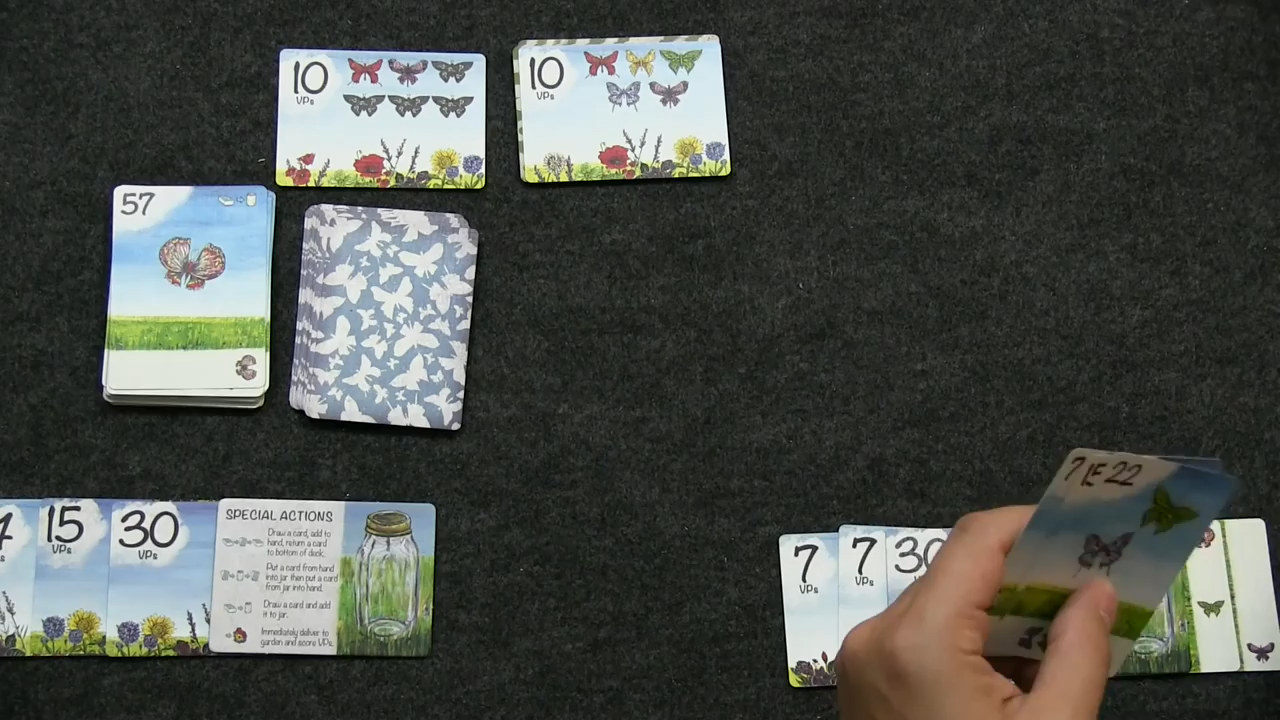 10
VPs
10
VPs
57
15
VPs
30
VPs
SPECIAL ACTIONS
Draw a card, add to
hand, return a card
to bottom of deck.
Put a card from hand
into jar then put a card
from jar into hand.
Draw a card and add
it to jar.
Immediately deliver to
garden and score VPs.
7
VPs
7
VPs
30
22